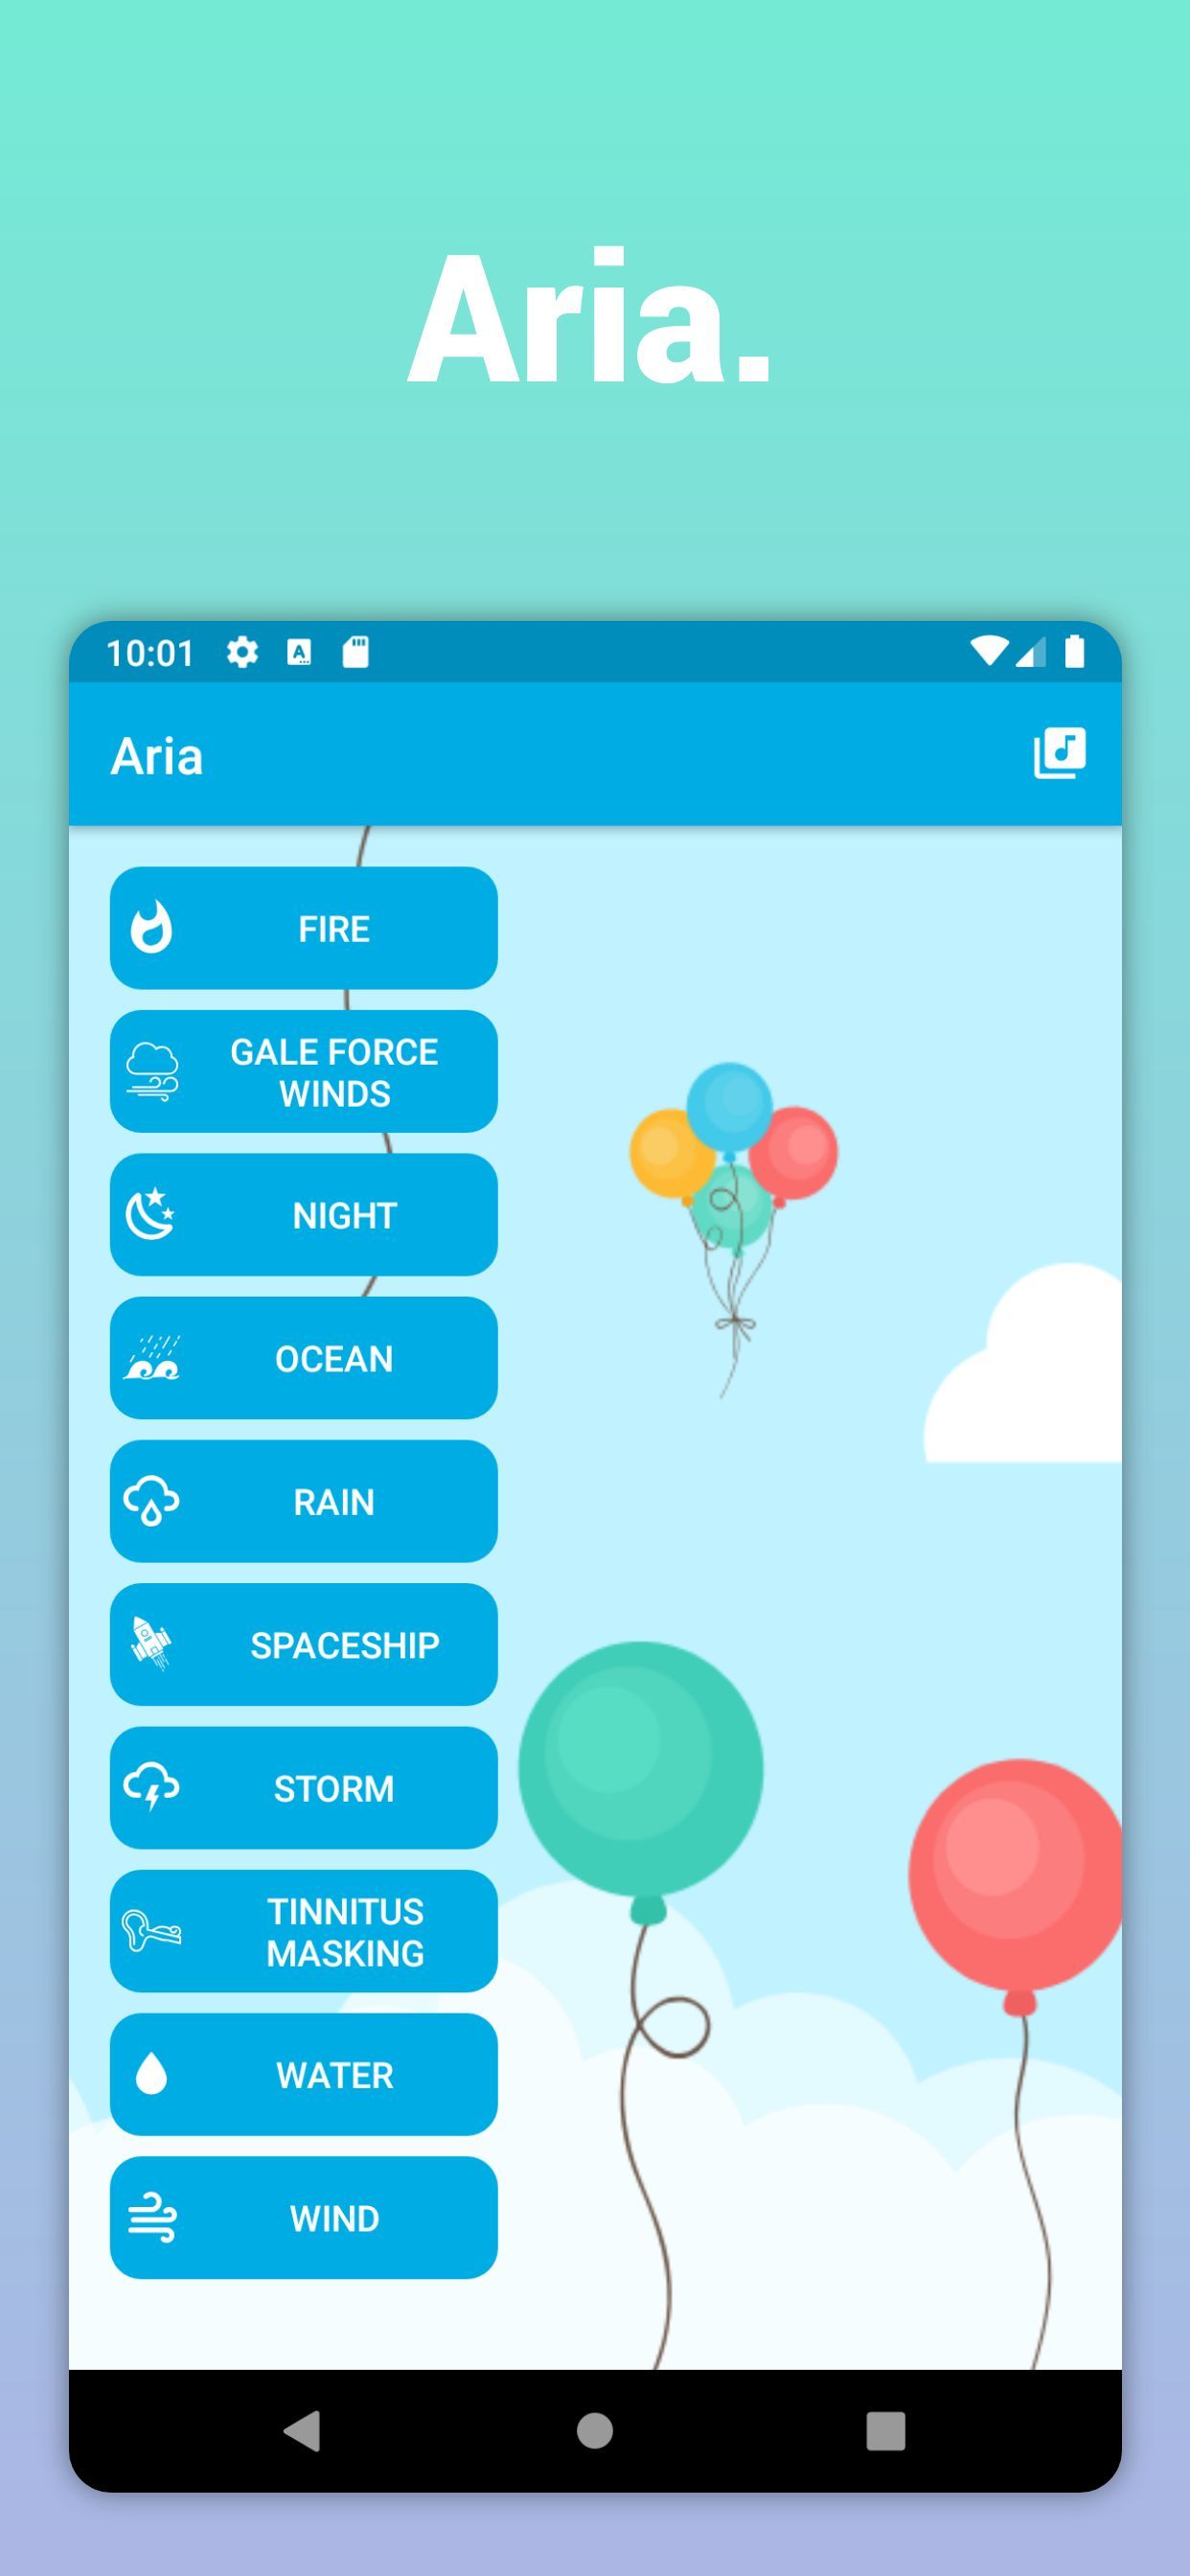 Aria.
10:01
Aria
FIRE
GALE FORCE
WINDS
NIGHT
OCEAN
RAIN
SPACESHIP
STORM
TINNITUS
MASKING
WATER
WIND